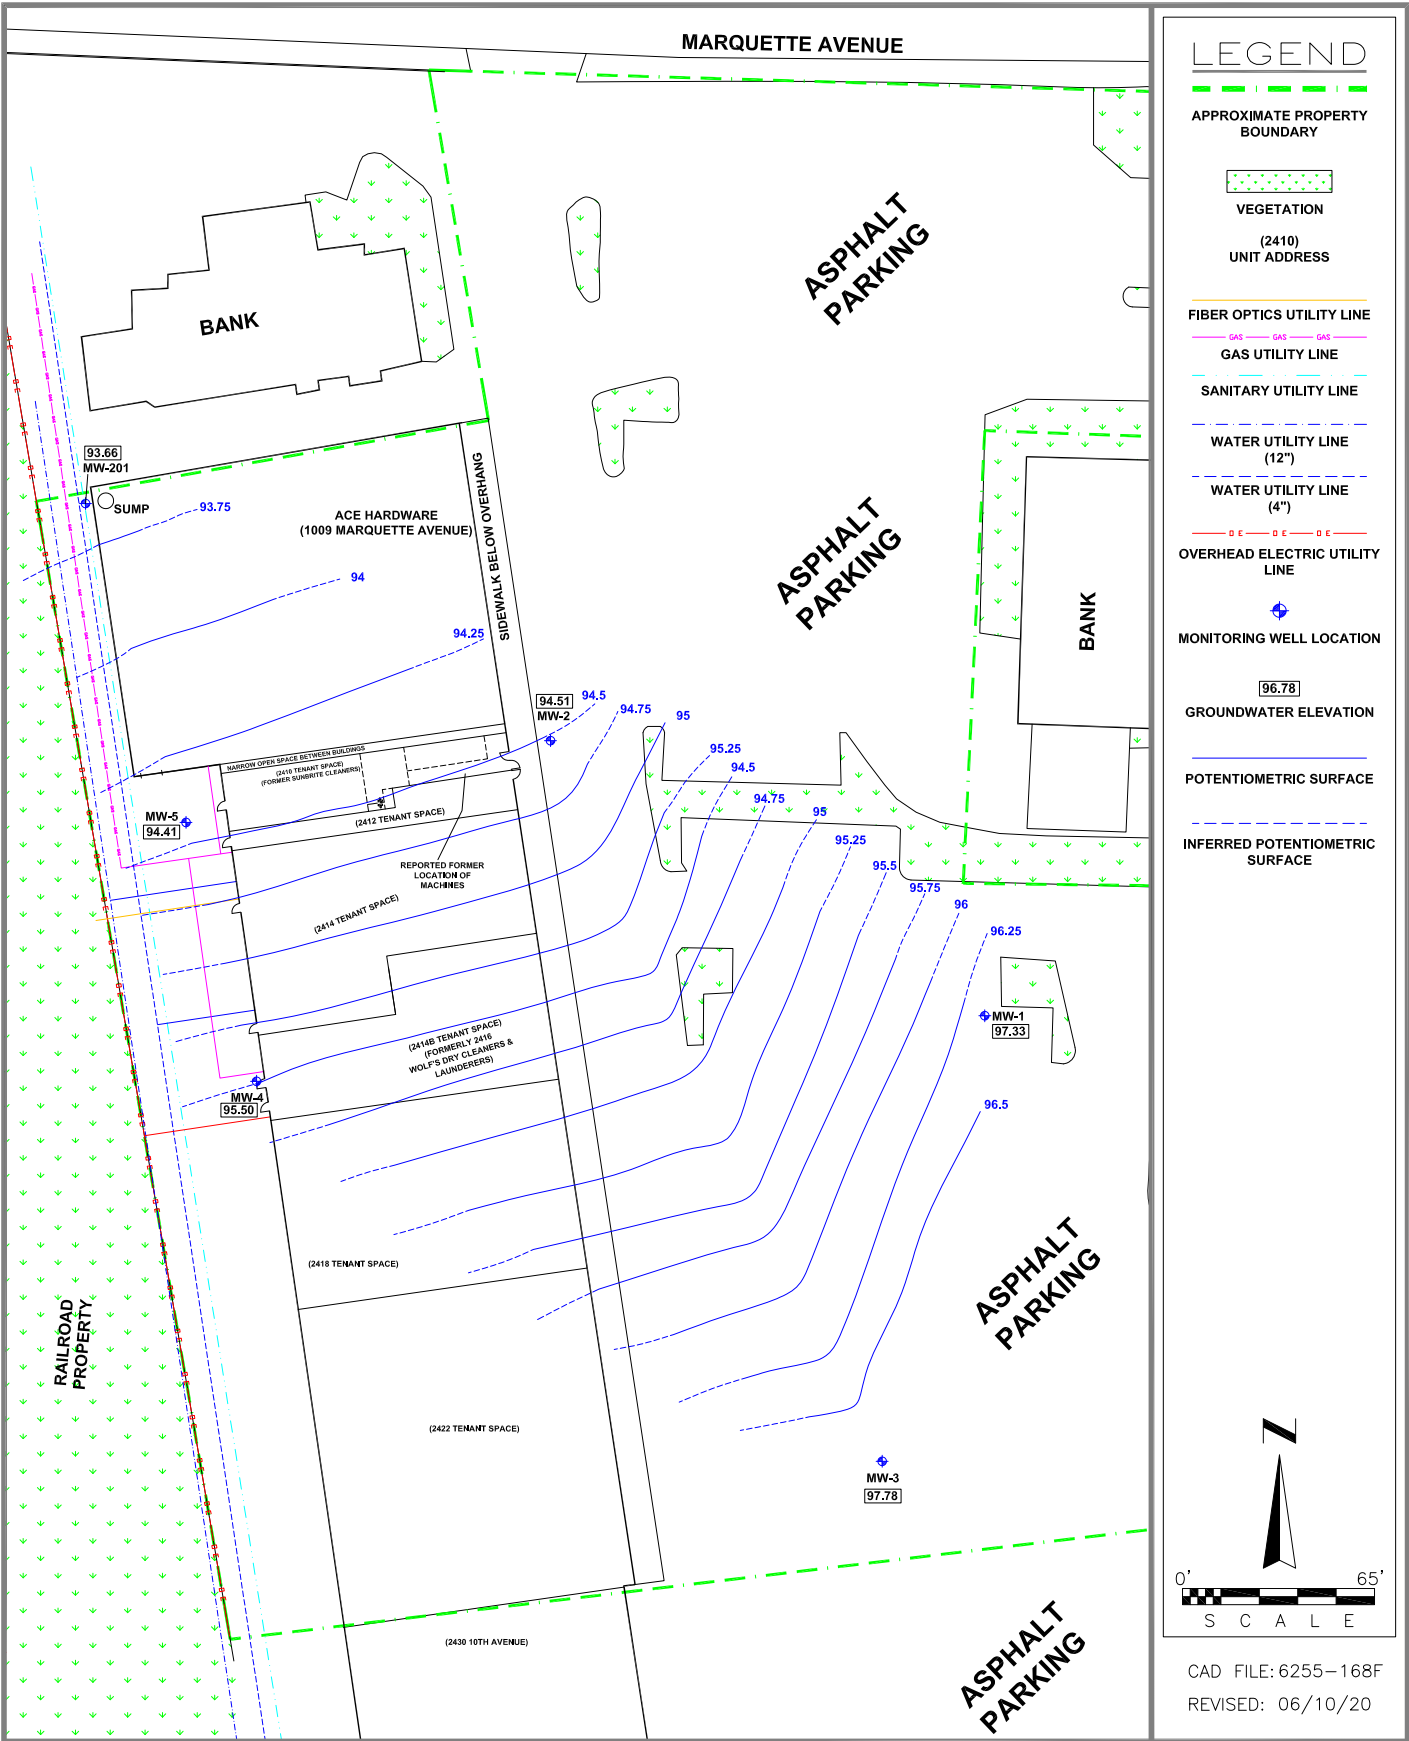 MARQUETTE AVENUE
ASPHALT
PARKING
BANK
93.66
MW-201
SUMP
93.75
ACE HARDWARE
(1009 MARQUETTE AVENUE)
SIDEWALK BELOW OVERHANG
94
94.25
ASPHALT
PARKING
BANK
94.51
MW-2
94.5
94.75
95
95.25
94.5
94.75
95
95.25
95.5
95.75
96
96.25
96.5
NARROW OPEN SPACE BETWEEN BUILDINGS
(2410 TENANT SPACE)
(FORMER SUNBRITE CLEANERS)
MW-5
94.41
(2412 TENANT SPACE)
REPORTED FORMER
LOCATION OF
MACHINES
(2414 TENANT SPACE)
(2414B TENANT SPACE)
(FORMERLY 2416
WOLF'S DRY CLEANERS &
LAUNDERERS)
MW-1
97.33
MW-4
95.50
(2418 TENANT SPACE)
ASPHALT
PARKING
RAILROAD
PROPERTY
(2422 TENANT SPACE)
MW-3
97.78
(2430 10TH AVENUE)
ASPHALT
PARKING
LEGEND
APPROXIMATE PROPERTY
BOUNDARY
VEGETATION
(2410)
UNIT ADDRESS
FIBER OPTICS UTILITY LINE
GAS GAS GAS
GAS UTILITY LINE
SANITARY UTILITY LINE
WATER UTILITY LINE
(12")
WATER UTILITY LINE
(4")
O E O E O E
OVERHEAD ELECTRIC UTILITY
LINE
MONITORING WELL LOCATION
96.78
GROUNDWATER ELEVATION
POTENTIOMETRIC SURFACE
INFERRED POTENTIOMETRIC
SURFACE
N
0' 65'
S C A L E
CAD FILE: 6255-168F
REVISED: 06/10/20